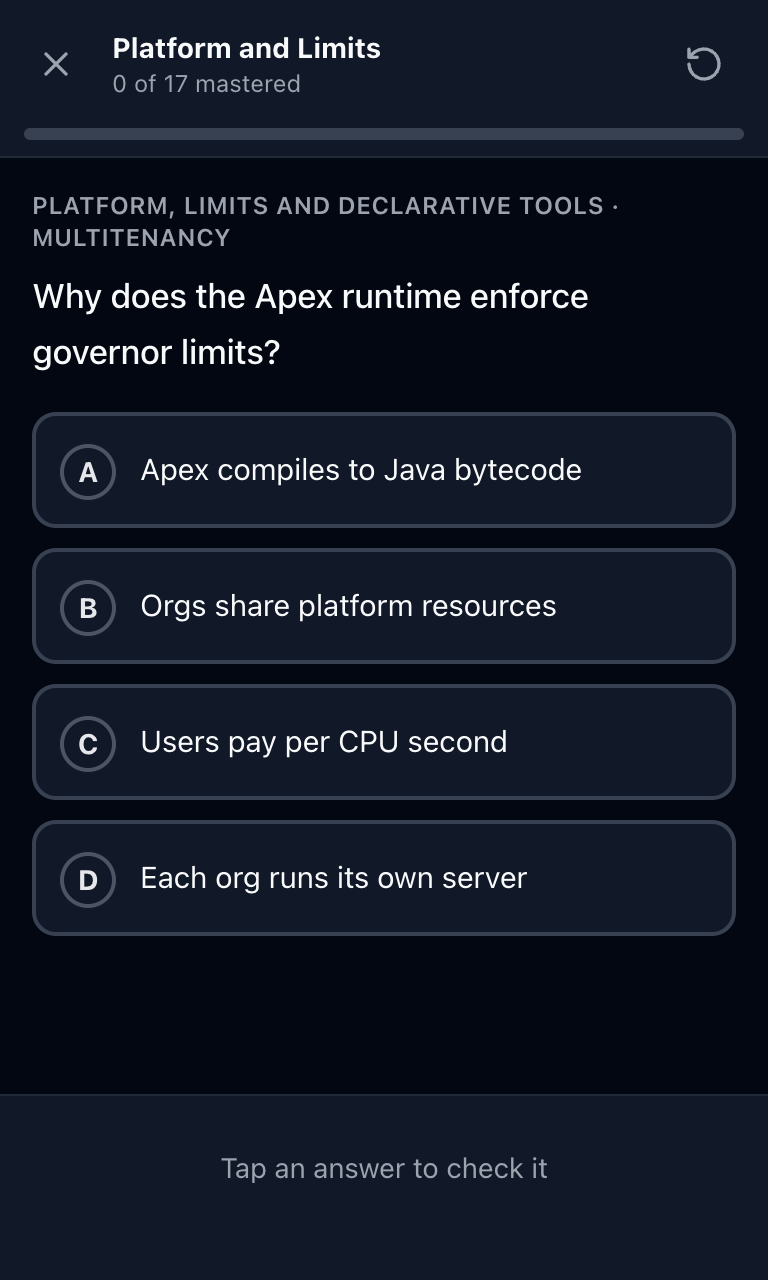 Platform and Limits
0 of 17 mastered
PLATFORM, LIMITS AND DECLARATIVE TOOLS ·
MULTITENANCY
Why does the Apex runtime enforce
governor limits?
A Apex compiles to Java bytecode
B Orgs share platform resources
C Users pay per CPU second
D Each org runs its own server
Tap an answer to check it